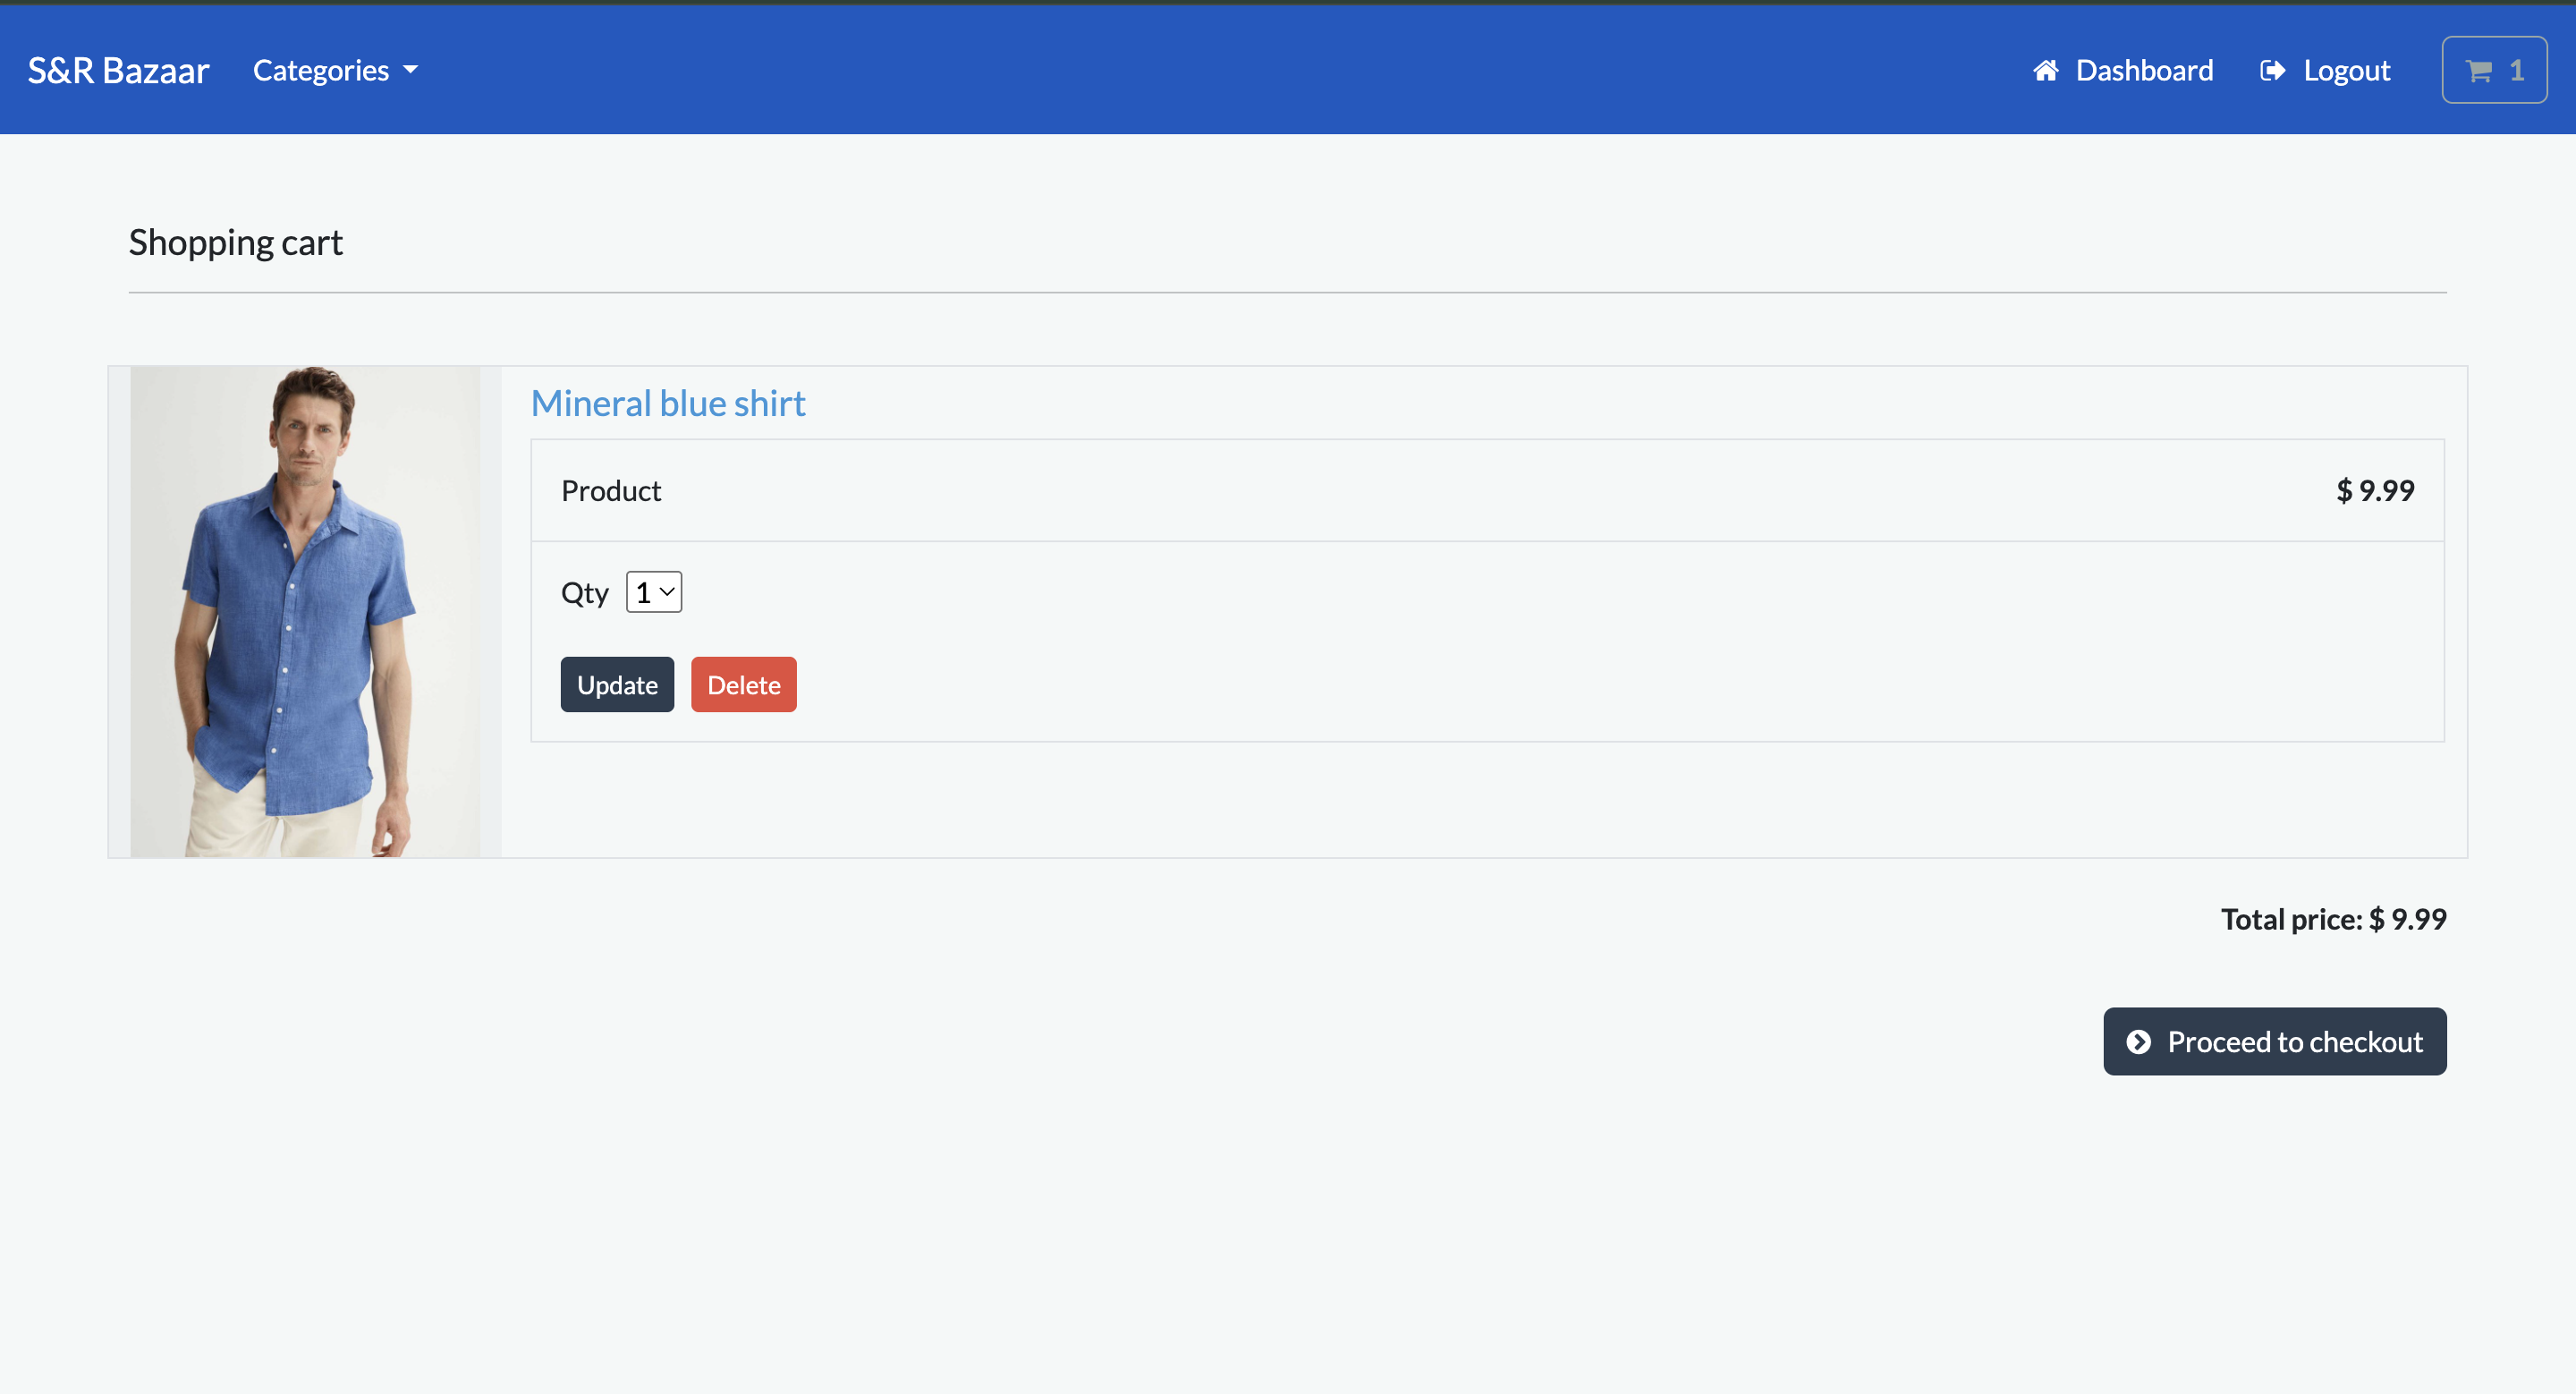 S&R Bazaar Categories Dashboard Logout 1
Shopping cart
Mineral blue shirt
Product $ 9.99
Qty 1
Update Delete
Total price: $ 9.99
Proceed to checkout